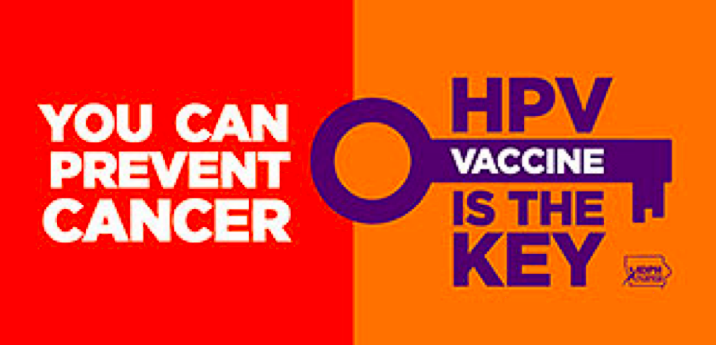 YOU CAN
PREVENT
CANCER
HPV
VACCINE
IS THE
KEY